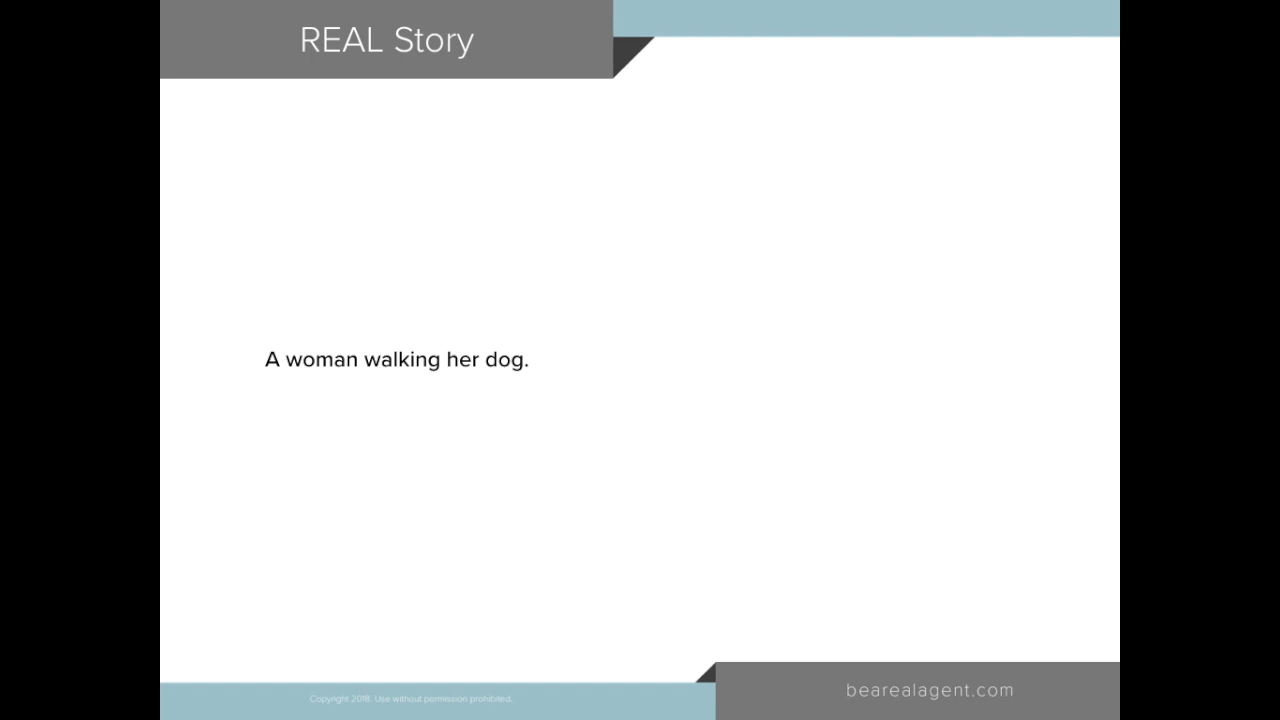 REAL Story
A woman walking her dog.
Copyright 2018. Use without permission prohibited.
bearealagent.com